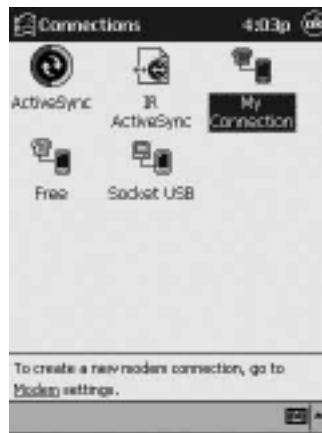 Connections 4:03p ok
ActiveSync
IR
ActiveSync
My
Connection
Free
Socket USB
To create a new modem connection, go to
Modem settings.